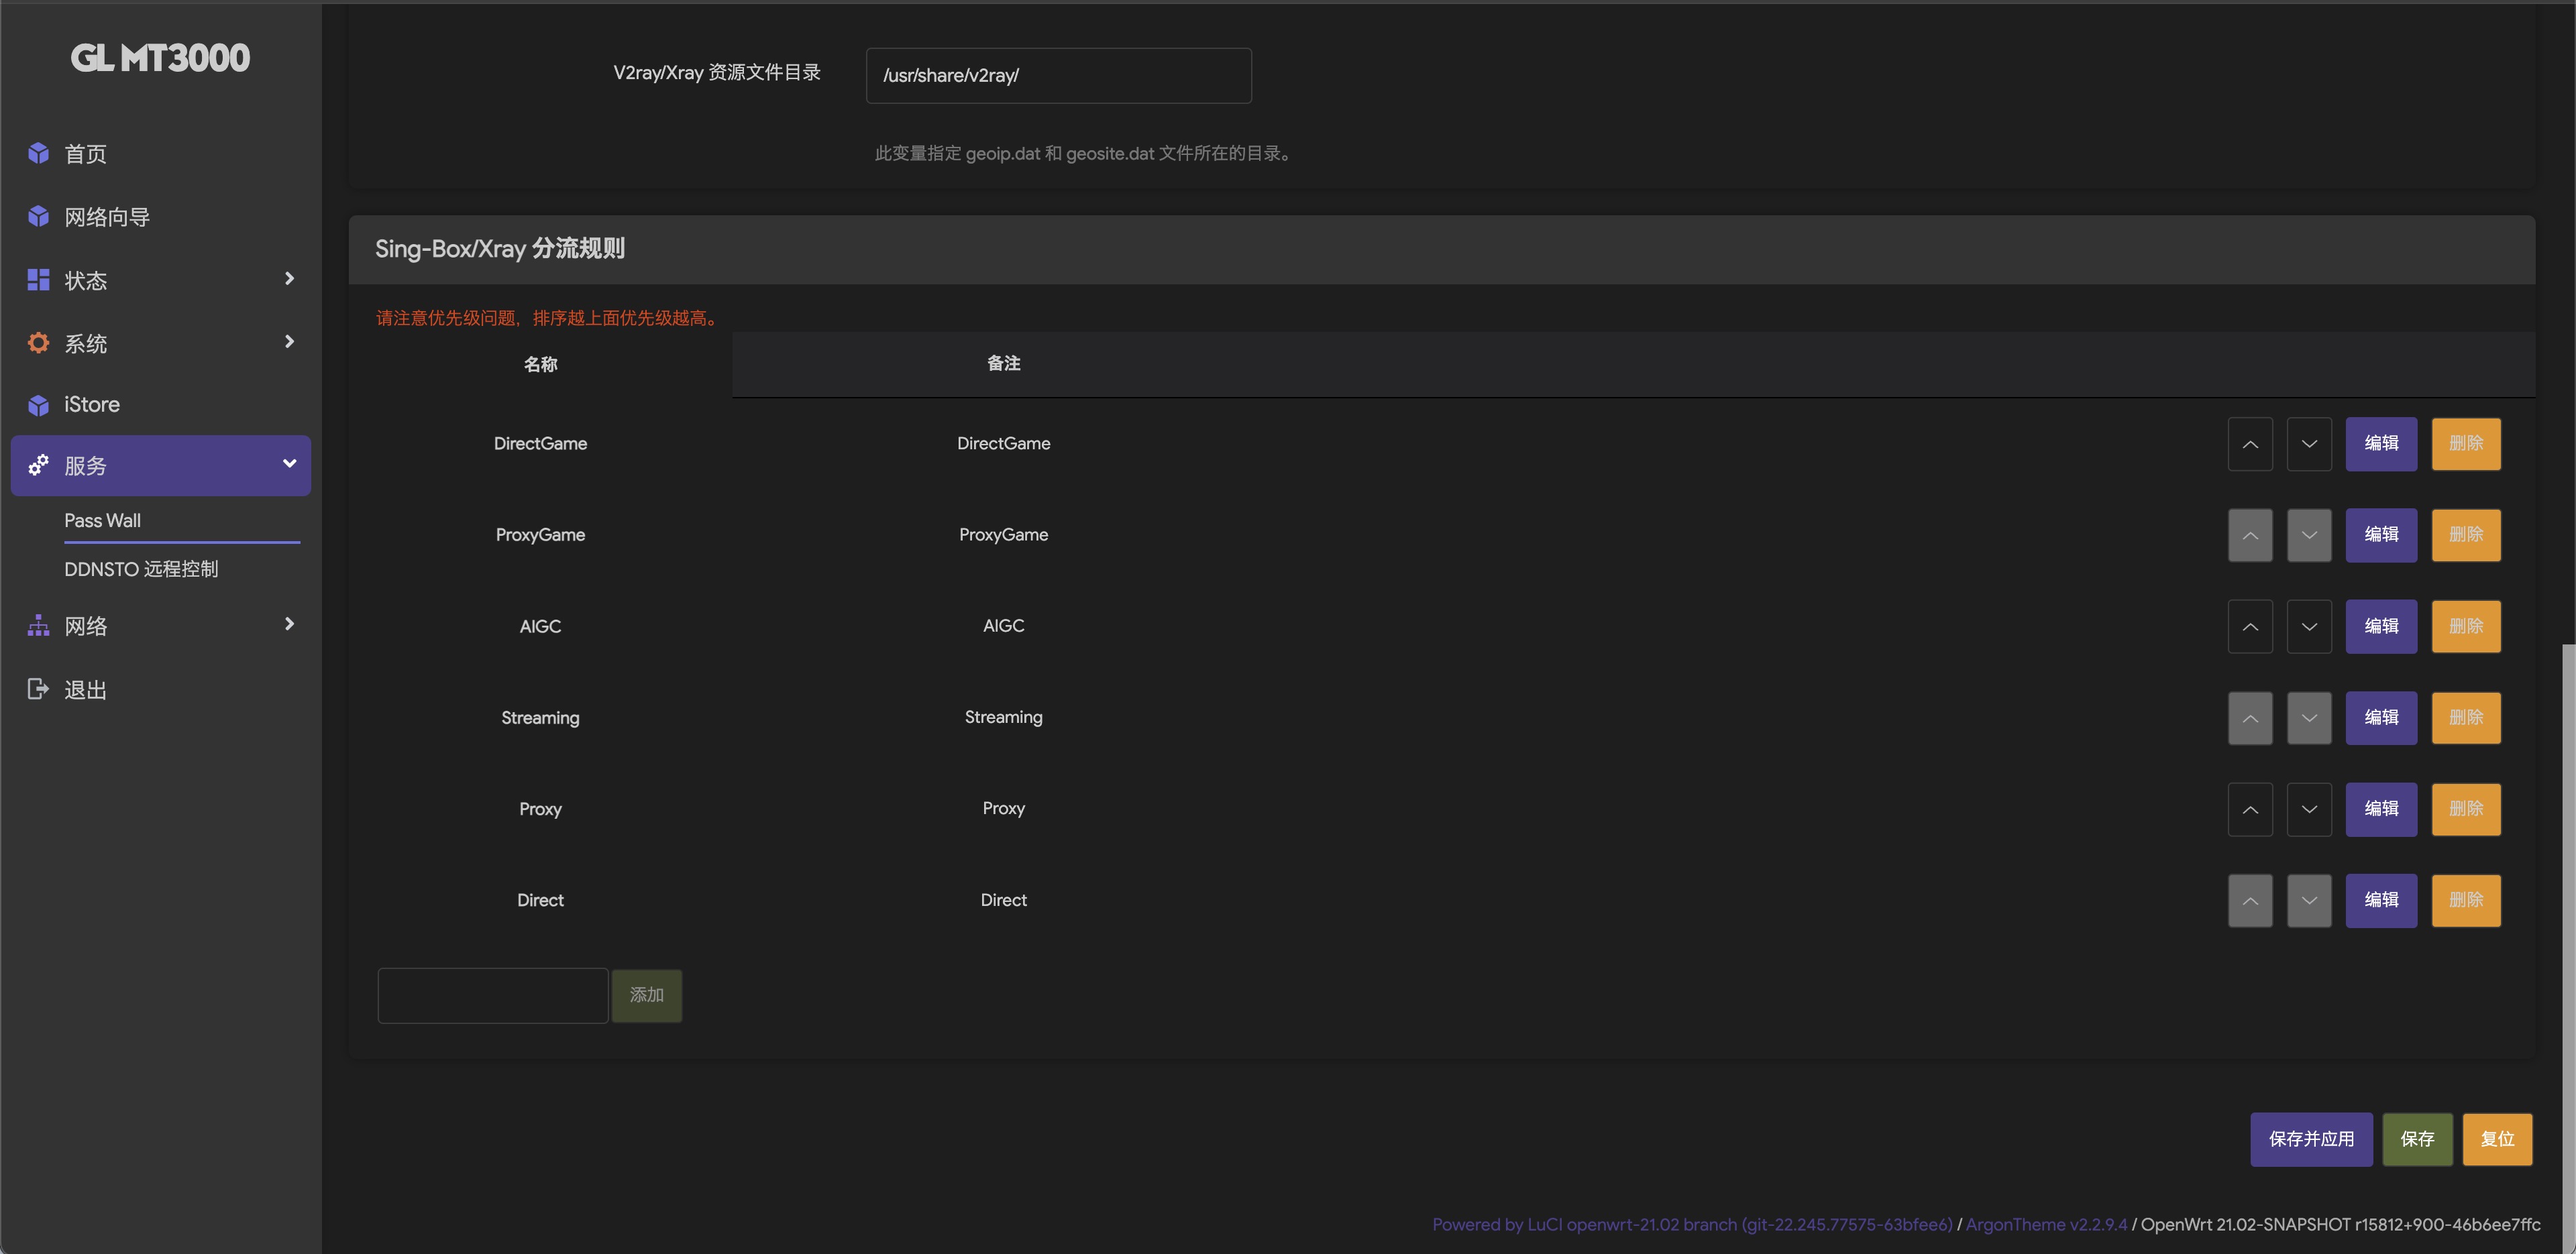 GL MT3000
首页
网络向导
状态
系统
iStore
服务
Pass Wall
DDNSTO 远程控制
网络
退出
V2ray/Xray 资源文件目录
/usr/share/v2ray/
此变量指定 geoip.dat 和 geosite.dat 文件所在的目录。
Sing-Box/Xray 分流规则
请注意优先级问题，排序越上面优先级越高。
名称 备注
DirectGame DirectGame 编辑 删除
ProxyGame ProxyGame 编辑 删除
AIGC AIGC 编辑 删除
Streaming Streaming 编辑 删除
Proxy Proxy 编辑 删除
Direct Direct 编辑 删除
添加
保存并应用 保存 复位
Powered by LuCI openwrt-21.02 branch (git-22.245.77575-63bfee6) / ArgonTheme v2.2.9.4 / OpenWrt 21.02-SNAPSHOT r15812+900-46b6ee7ffc